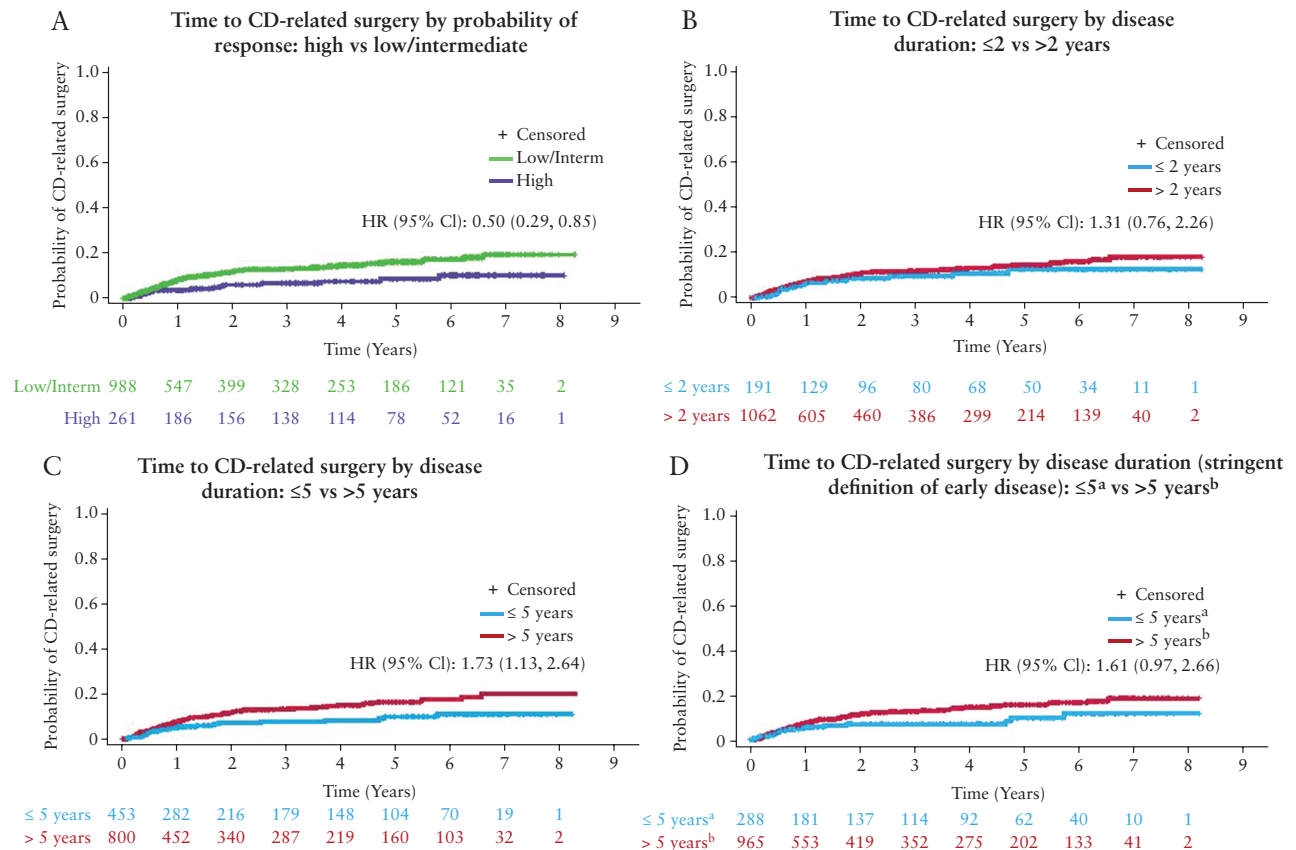 A
Time to CD-related surgery by probability of
response: high vs low/intermediate
Probability of CD-related surgery
1.0
0.8
0.6
0.4
0.2
0
+ Censored
Low/Interm
High
HR (95% Cl): 0.50 (0.29, 0.85)
0 1 2 3 4 5 6 7 8 9
Time (Years)
Low/Interm 988 547 399 328 253 186 121 35 2
High 261 186 156 138 114 78 52 16 1
B
Time to CD-related surgery by disease
duration: ≤2 vs >2 years
Probability of CD-related surgery
1.0
0.8
0.6
0.4
0.2
0
+ Censored
≤ 2 years
> 2 years
HR (95% Cl): 1.31 (0.76, 2.26)
0 1 2 3 4 5 6 7 8 9
Time (Years)
≤ 2 years 191 129 96 80 68 50 34 11 1
> 2 years 1062 605 460 386 299 214 139 40 2
C
Time to CD-related surgery by disease
duration: ≤5 vs >5 years
Probability of CD-related surgery
1.0
0.8
0.6
0.4
0.2
0
+ Censored
≤ 5 years
> 5 years
HR (95% Cl): 1.73 (1.13, 2.64)
0 1 2 3 4 5 6 7 8 9
Time (Years)
≤ 5 years 453 282 216 179 148 104 70 19 1
> 5 years 800 452 340 287 219 160 103 32 2
D
Time to CD-related surgery by disease duration (stringent
definition of early disease): ≤5ᵃ vs >5 yearsᵇ
Probability of CD-related surgery
1.0
0.8
0.6
0.4
0.2
0
+ Censored
≤ 5 yearsᵃ
> 5 yearsᵇ
HR (95% Cl): 1.61 (0.97, 2.66)
0 1 2 3 4 5 6 7 8 9
Time (Years)
≤ 5 yearsᵃ 288 181 137 114 92 62 40 10 1
> 5 yearsᵇ 965 553 419 352 275 202 133 41 2